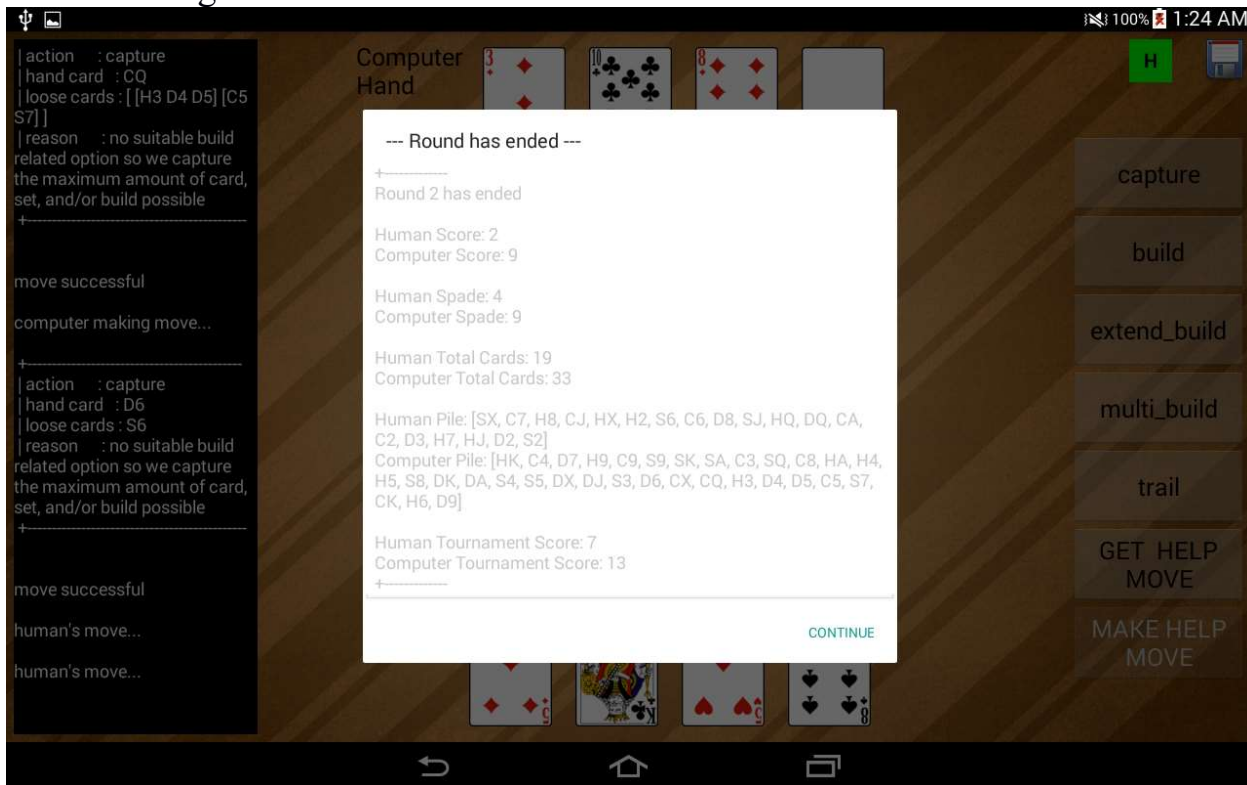 100% 1:24 AM
|action : capture
|hand card : CQ
|loose cards : [ [H3 D4 D5] [C5
S7] ]
|reason : no suitable build
related option so we capture
the maximum amount of card,
set, and/or build possible
+--------------------------------------------
move successful
computer making move...
+-------------------------------------------
|action : capture
|hand card : D6
|loose cards : S6
|reason : no suitable build
related option so we capture
the maximum amount of card,
set, and/or build possible
+--------------------------------------------
move successful
human's move...
human's move...
Computer
Hand
3
10
8
--- Round has ended ---
+-------------
Round 2 has ended
Human Score: 2
Computer Score: 9
Human Spade: 4
Computer Spade: 9
Human Total Cards: 19
Computer Total Cards: 33
Human Pile: [SX, C7, H8, CJ, HX, H2, S6, C6, D8, SJ, HQ, DQ, CA,
C2, D3, H7, HJ, D2, S2]
Computer Pile: [HK, C4, D7, H9, C9, S9, SK, SA, C3, SQ, C8, HA, H4,
H5, S8, DK, DA, S4, S5, DX, DJ, S3, D6, CX, CQ, H3, D4, D5, C5, S7,
CK, H6, D9]
Human Tournament Score: 7
Computer Tournament Score: 13
+-------------
CONTINUE
5
K
5
8
H
capture
build
extend_build
multi_build
trail
GET HELP
MOVE
MAKE HELP
MOVE